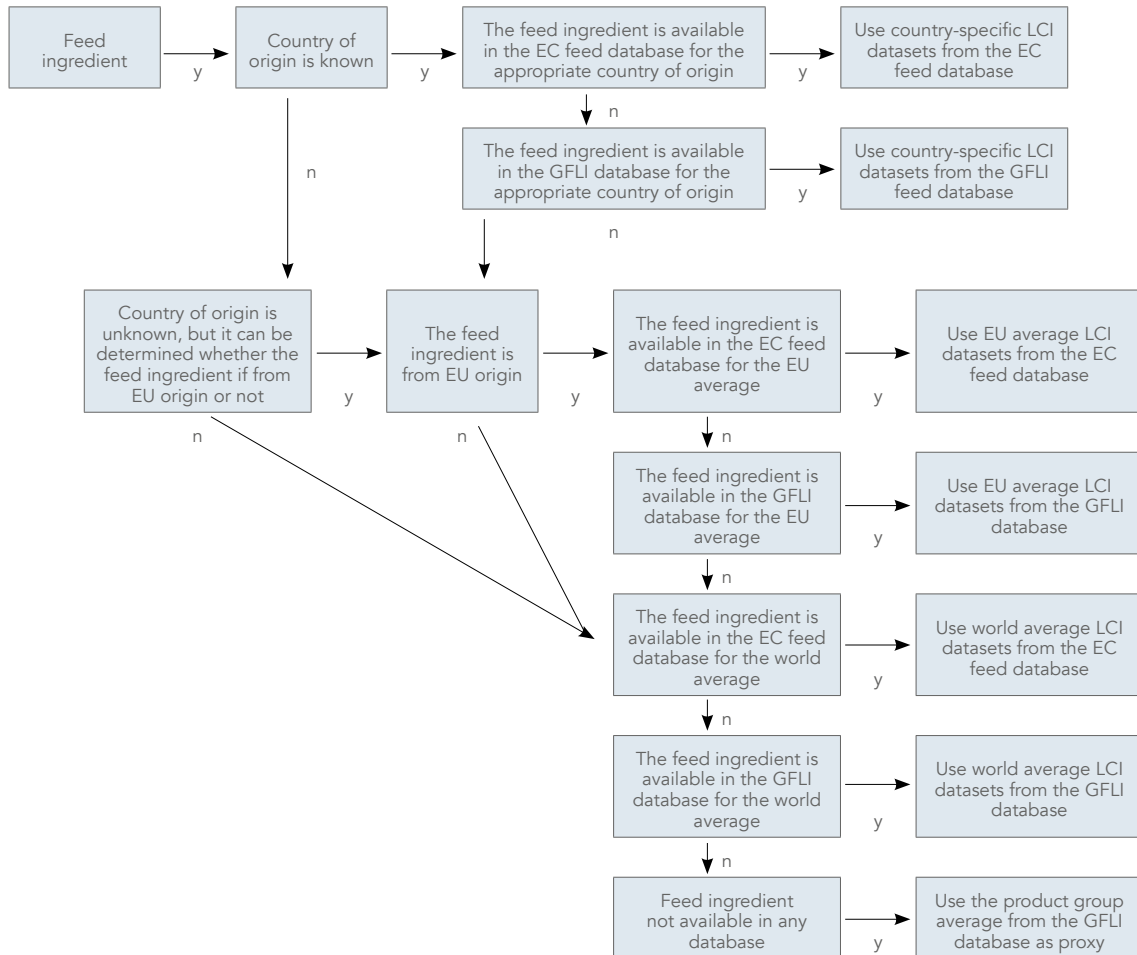 Feed
ingredient
y
Country of
origin is known
y
The feed ingredient is available
in the EC feed database for the
appropriate country of origin
y
Use country-specific LCI
datasets from the EC
feed database
n
n
The feed ingredient is available
in the GFLI database for the
appropriate country of origin
y
Use country-specific LCI
datasets from the GFLI
feed database
n
Country of origin is
unknown, but it can be
determined whether the
feed ingredient if from
EU origin or not
y
n
The feed
ingredient is
from EU origin
y
n
The feed ingredient is
available in the EC feed
database for the EU
average
y
Use EU average LCI
datasets from the EC
feed database
n
The feed ingredient is
available in the GFLI
database for the EU
average
y
Use EU average LCI
datasets from the GFLI
database
n
The feed ingredient is
available in the EC feed
database for the world
average
y
Use world average LCI
datasets from the EC
feed database
n
The feed ingredient is
available in the GFLI
database for the world
average
y
Use world average LCI
datasets from the GFLI
database
n
Feed ingredient
not available in any
database
y
Use the product group
average from the GFLI
database as proxy